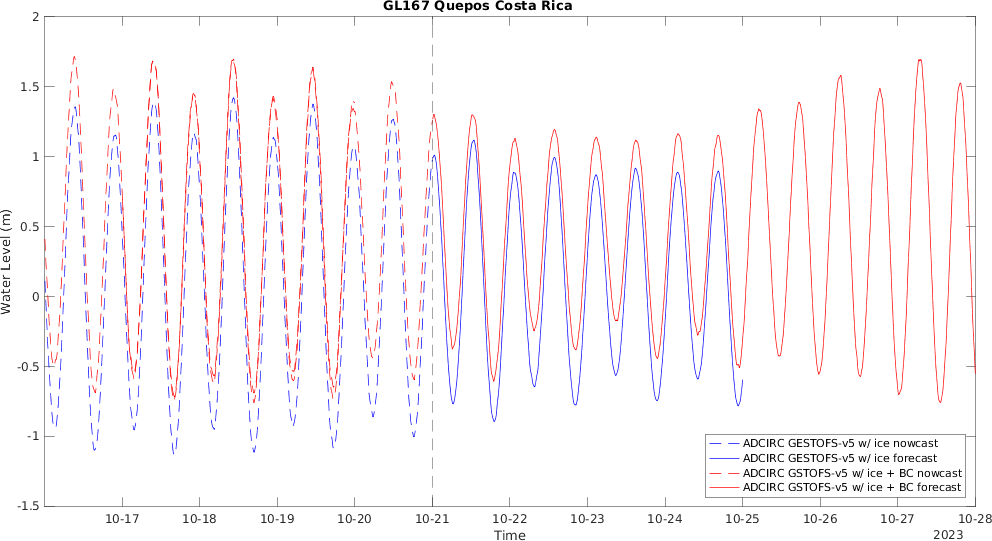 GL167 Quepos Costa Rica
2
1.5
1
0.5
0
-0.5
-1
-1.5
Water Level (m)
ADCIRC GESTOFS-v5 w/ ice nowcast
ADCIRC GESTOFS-v5 w/ ice forecast
ADCIRC GSTOFS-v5 w/ ice + BC nowcast
ADCIRC GSTOFS-v5 w/ ice + BC forecast
10-17 10-18 10-19 10-20 10-21 10-22 10-23 10-24 10-25 10-26 10-27 10-28
Time
2023